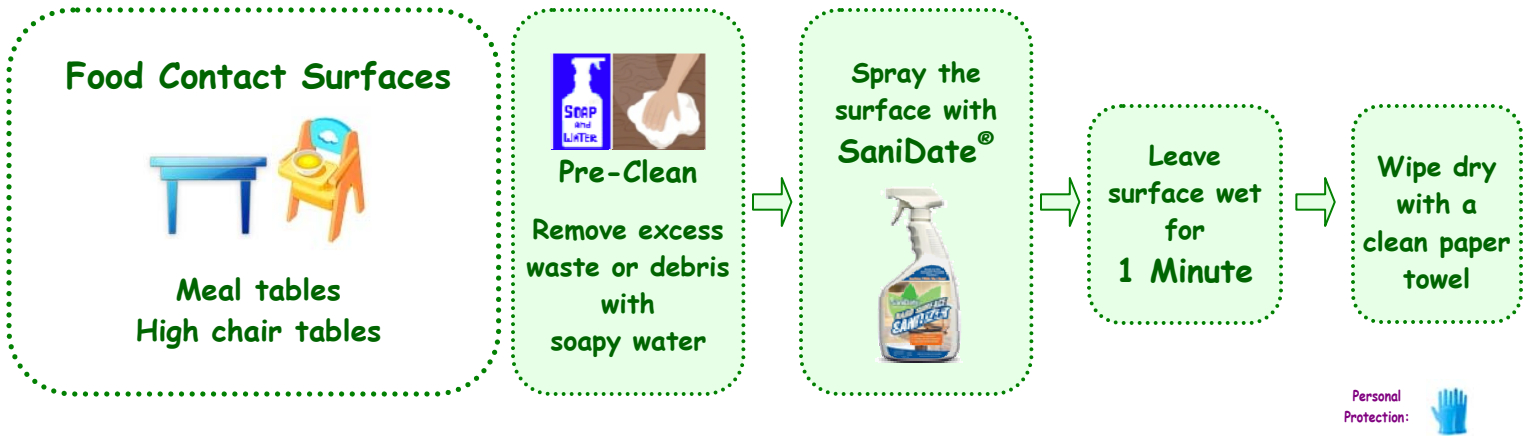 Food Contact Surfaces
Meal tables
High chair tables
SOAP
and
WATER
Pre-Clean
Remove excess
waste or debris
with
soapy water
Spray the
surface with
SaniDate®
SANITIZER
Leave
surface wet
for
1 Minute
Wipe dry
with a
clean paper
towel
Personal
Protection: